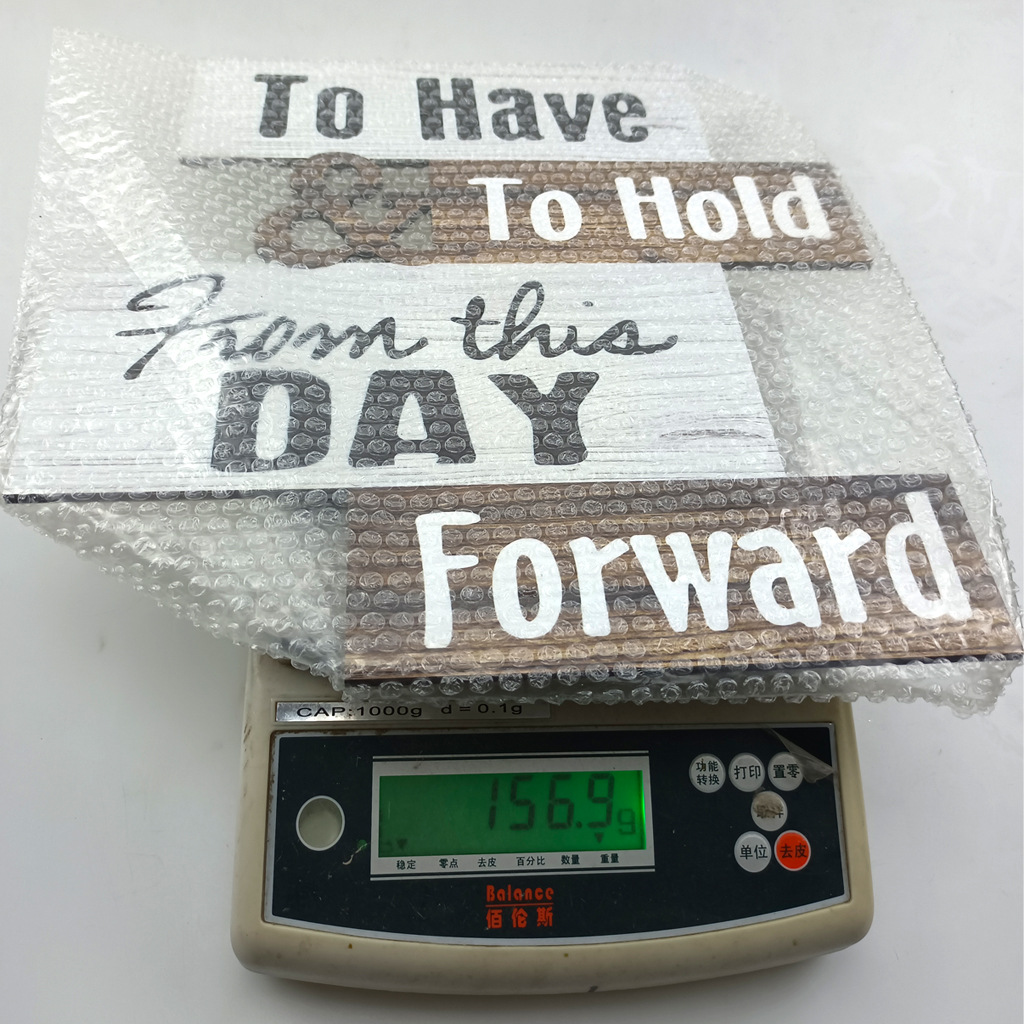 To Have
& To Hold
From this
DAY
Forward
CAP:1000g d=0.1g
156.9g
功能转换 打印 置零
单位 去皮
稳定 零点 去皮 百分比 数量 重量
Balance
佰伦斯